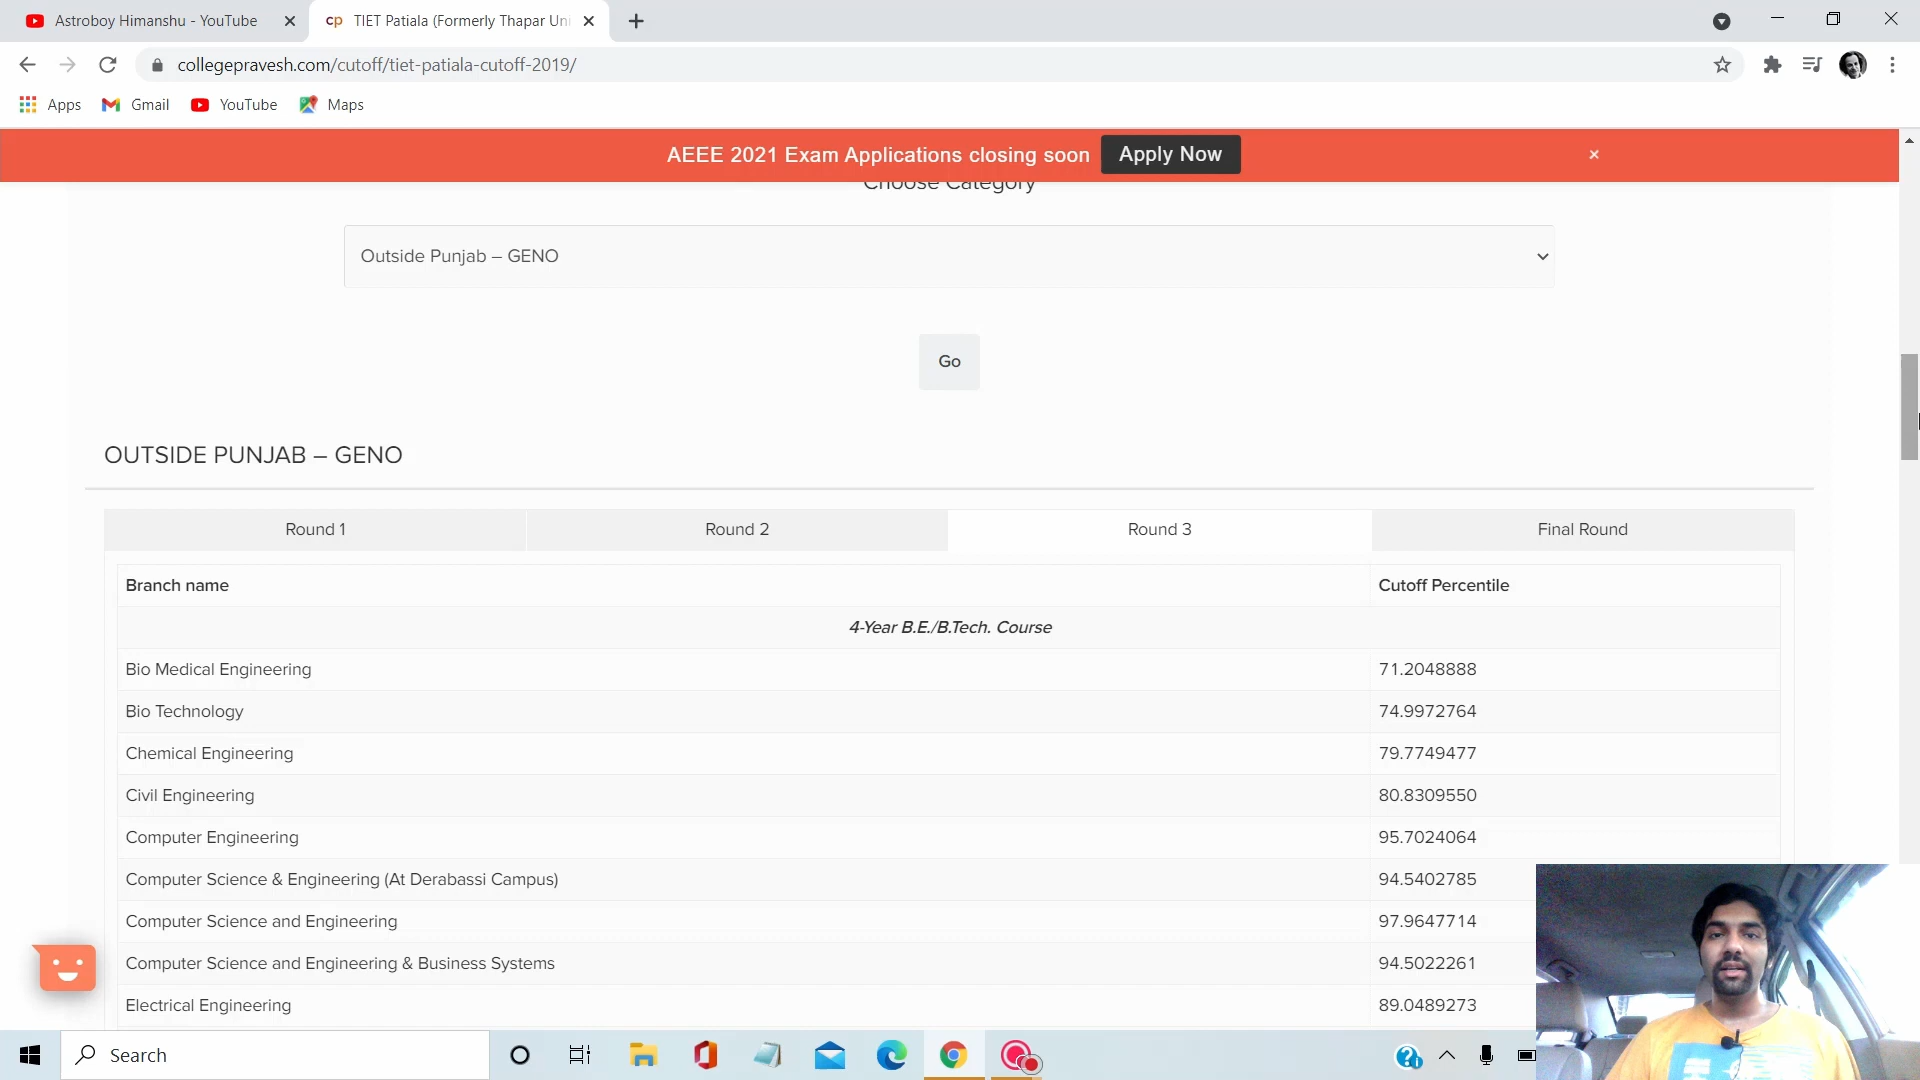 Astroboy Himanshu - YouTube
cp TIET Patiala (Formerly Thapar Uni
collegepravesh.com/cutoff/tiet-patiala-cutoff-2019/
Apps Gmail YouTube Maps
AEEE 2021 Exam Applications closing soon Apply Now
Choose Category
Outside Punjab – GENO
Go
OUTSIDE PUNJAB – GENO
Round 1 Round 2 Round 3 Final Round
Branch name Cutoff Percentile
4-Year B.E./B.Tech. Course
Bio Medical Engineering 71.2048888
Bio Technology 74.9972764
Chemical Engineering 79.7749477
Civil Engineering 80.8309550
Computer Engineering 95.7024064
Computer Science & Engineering (At Derabassi Campus) 94.5402785
Computer Science and Engineering 97.9647714
Computer Science and Engineering & Business Systems 94.5022261
Electrical Engineering 89.0489273
Search